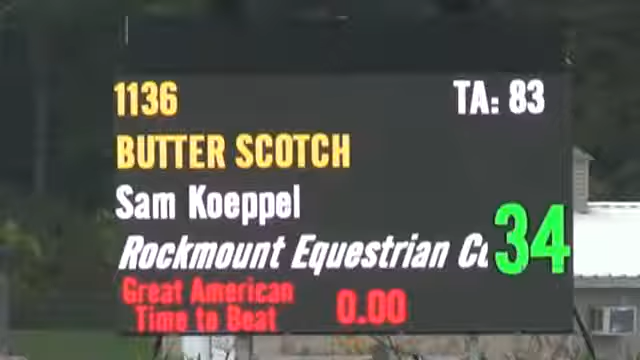 1136 TA: 83
BUTTER SCOTCH
Sam Koeppel
Rockmount Equestrian 34
Great American
Time to Beat 0.00